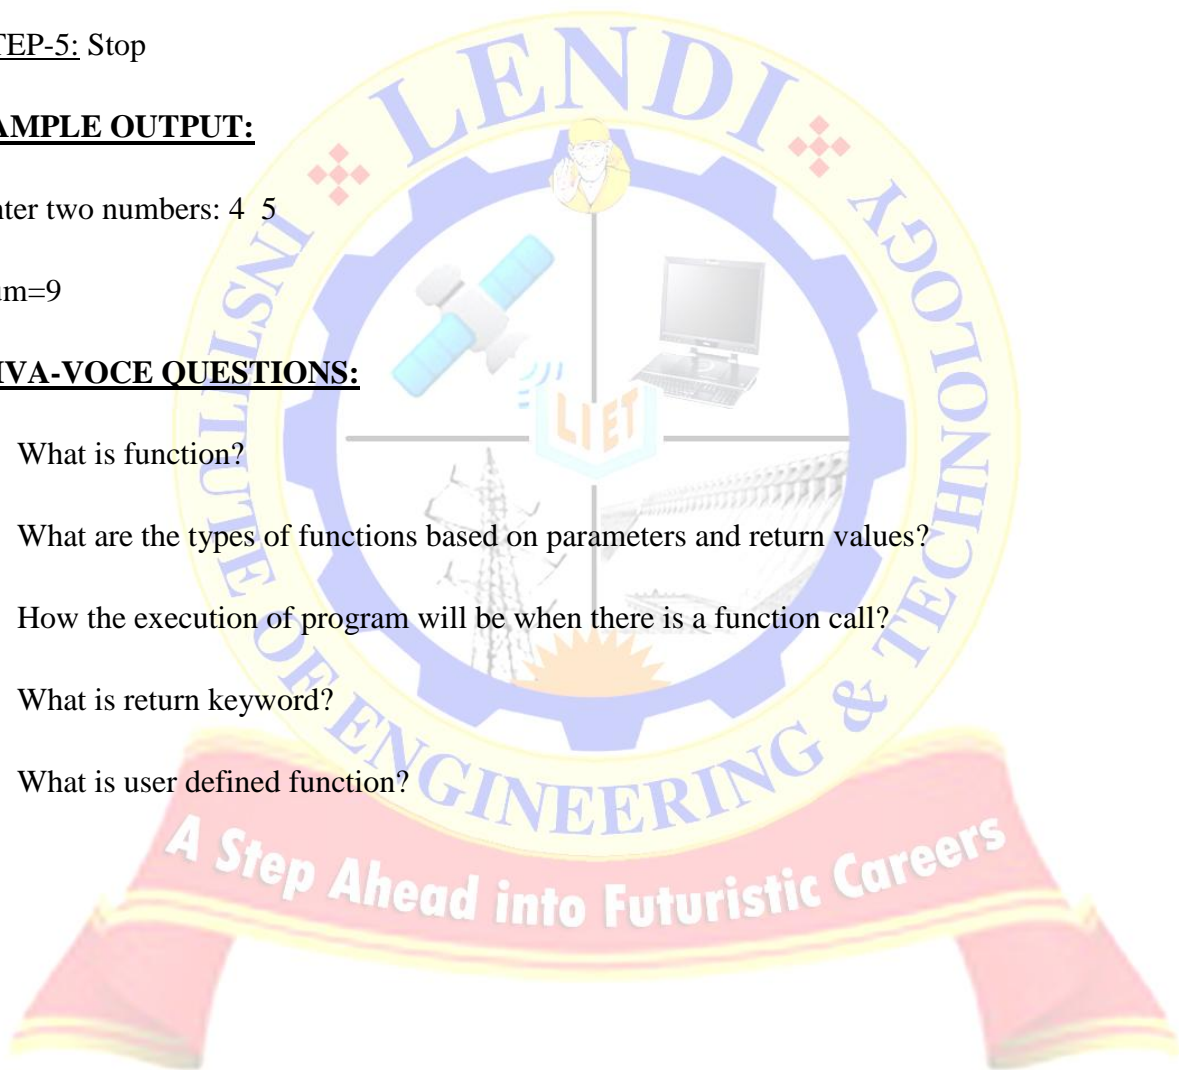 TEP-5: Stop
AMPLE OUTPUT:
nter two numbers: 4 5
um=9
IVA-VOCE QUESTIONS:
What is function?
What are the types of functions based on parameters and return values?
How the execution of program will be when there is a function call?
What is return keyword?
What is user defined function?
LENDI INSTITUTE OF ENGINEERING & TECHNOLOGY
LIET
A Step Ahead into Futuristic Careers